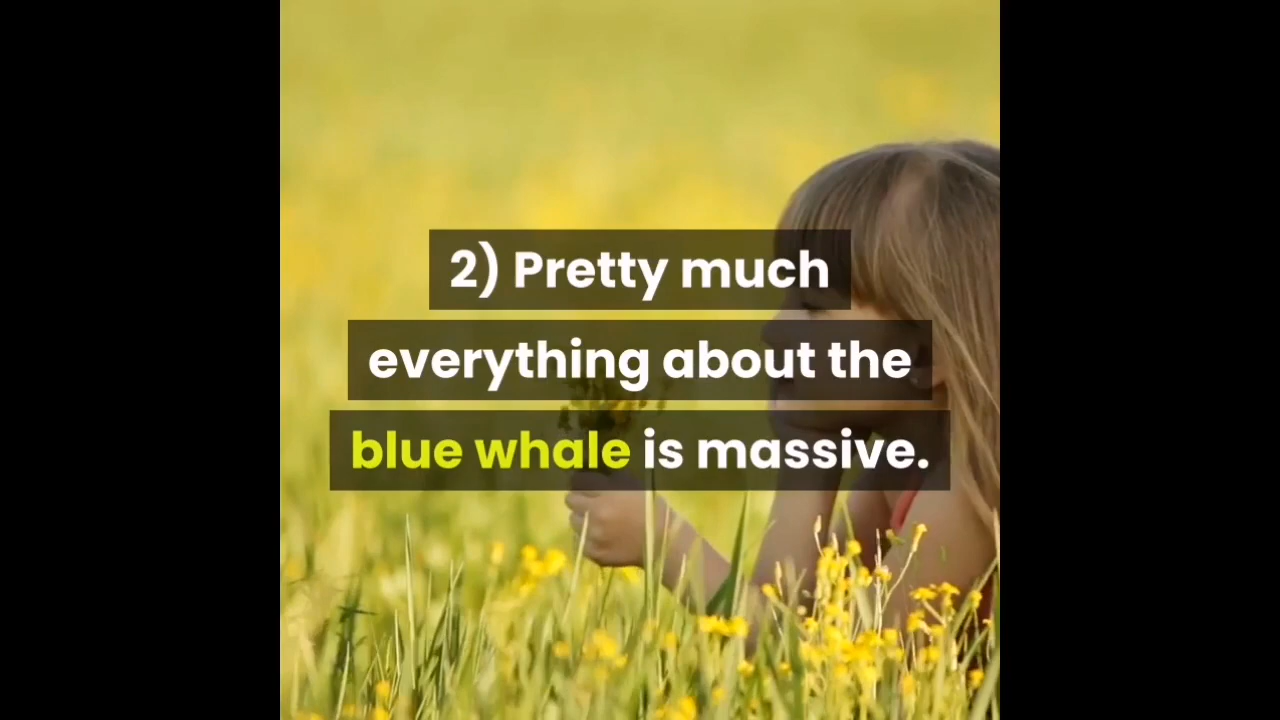 2) Pretty much
everything about the
blue whale is massive.